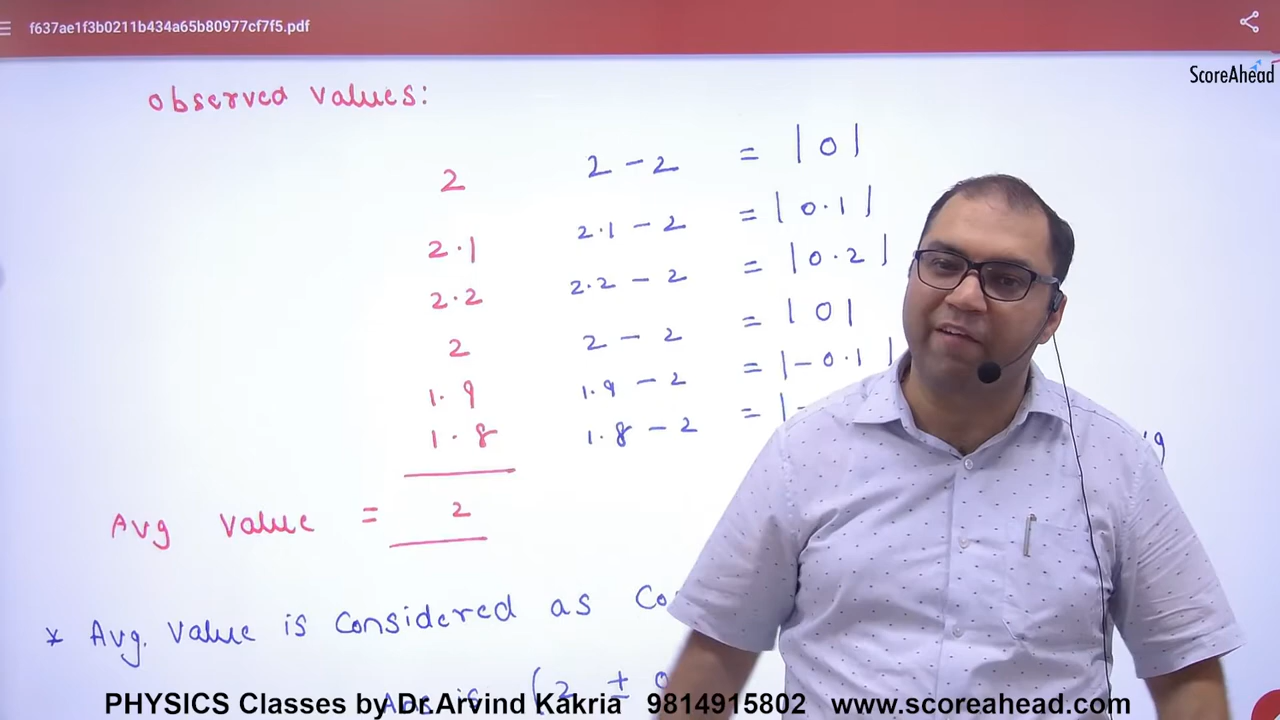 f637ae1f3b0211b434a65b80977cf7f5.pdf
ScoreAhead
observed values:
2 2 - 2 = |0|
2.1 2.1 - 2 = |0.1|
2.2 2.2 - 2 = |0.2|
2 2 - 2 = |0|
1.9 1.9 - 2 = |-0.1|
1.8 1.8 - 2 = |-
Avg value = 2
* Avg. value is considered as
Ans is (2 ±
PHYSICS Classes by Dr.Arvind Kakria 9814915802 www.scoreahead.com